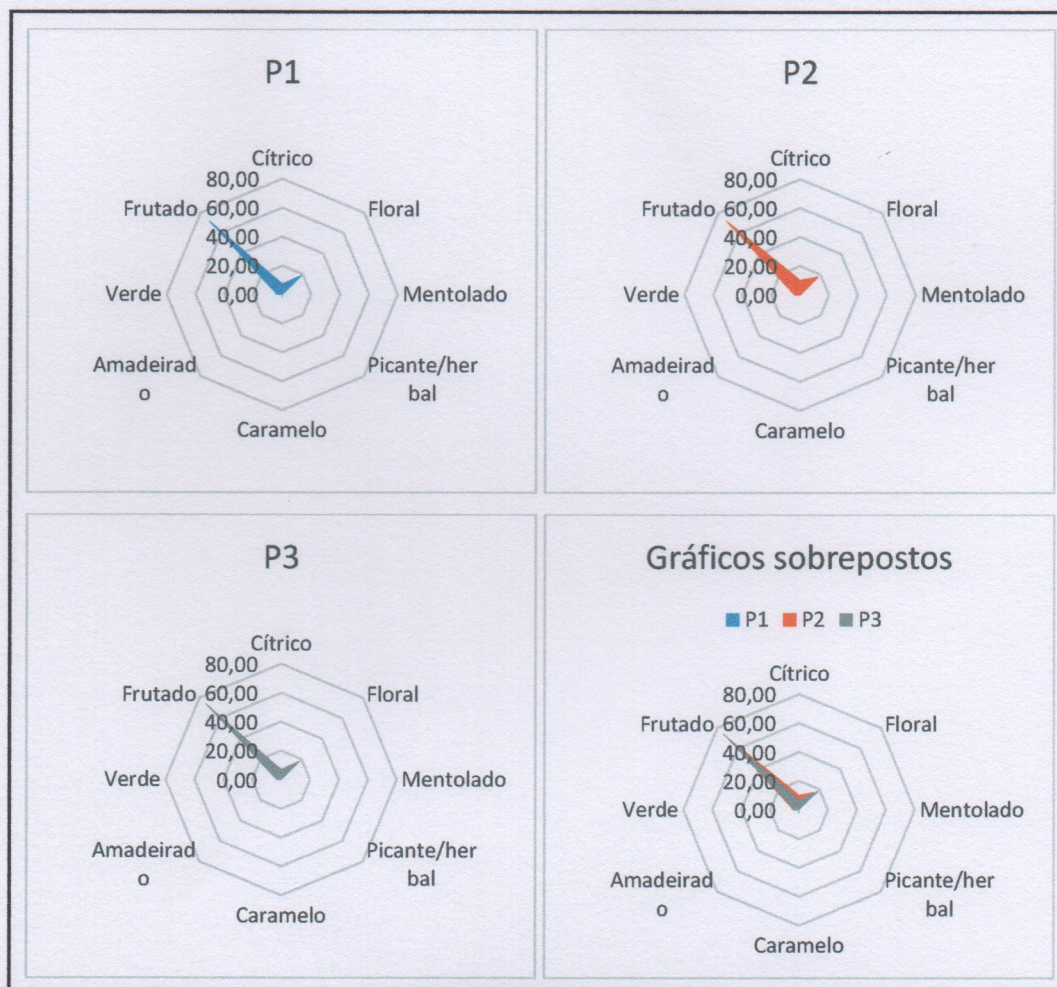 P1
Cítrico
80,00
Frutado
60,00
Floral
40,00
20,00
Verde
0,00
Mentolado
Amadeirad
o
Picante/her
bal
Caramelo
P2
Cítrico
80,00
Frutado
60,00
Floral
40,00
20,00
Verde
0,00
Mentolado
Amadeirad
o
Picante/her
bal
Caramelo
P3
Cítrico
80,00
Frutado
60,00
Floral
40,00
20,00
Verde
0,00
Mentolado
Amadeirad
o
Picante/her
bal
Caramelo
Gráficos sobrepostos
P1 P2 P3
Cítrico
80,00
Frutado
60,00
Floral
40,00
20,00
Verde
0,00
Mentolado
Amadeirad
o
Picante/her
bal
Caramelo